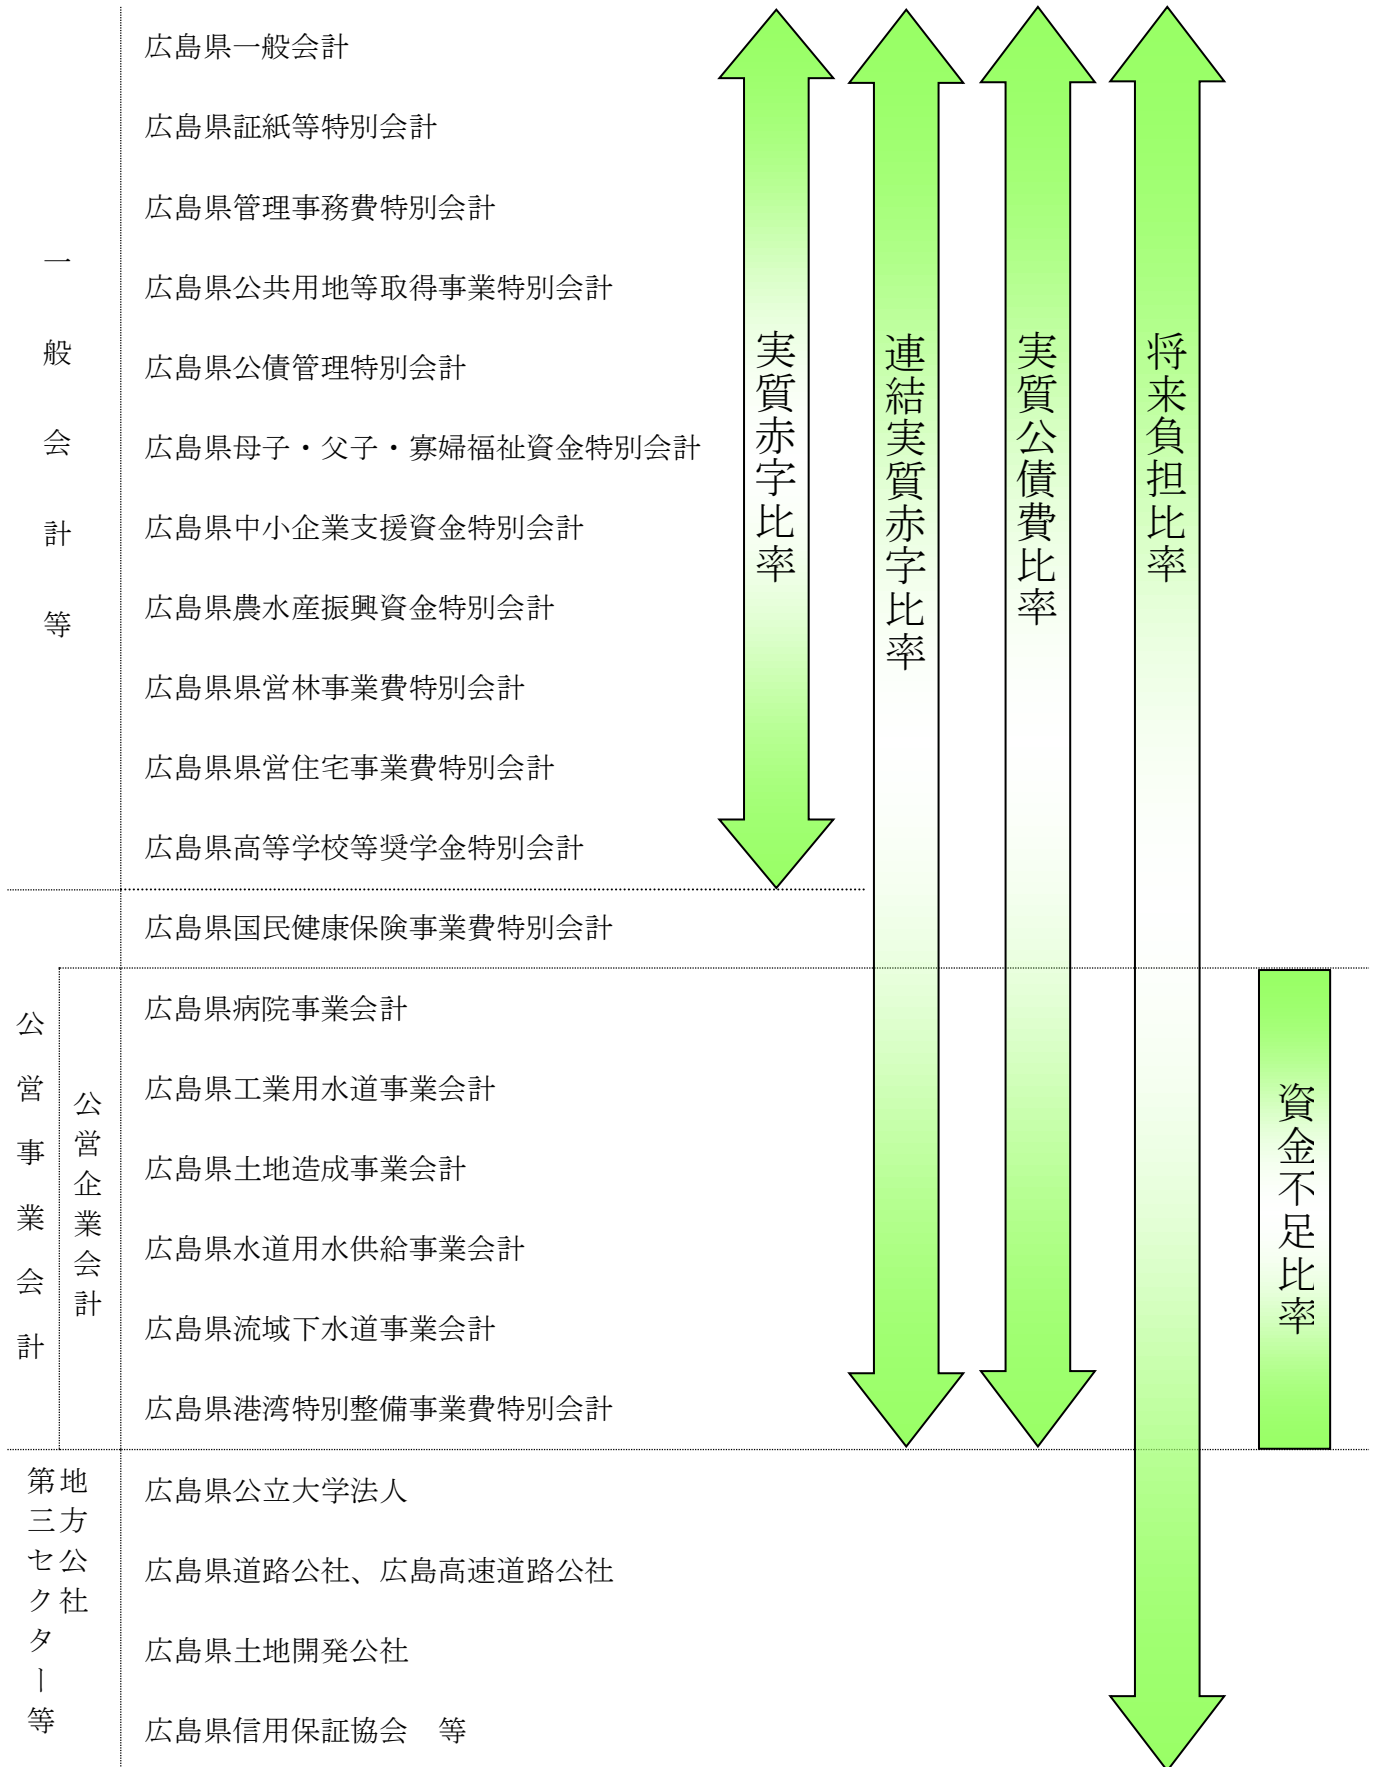 一般会計等
広島県一般会計
広島県証紙等特別会計
広島県管理事務費特別会計
広島県公共用地等取得事業特別会計
広島県公債管理特別会計
広島県母子・父子・寡婦福祉資金特別会計
広島県中小企業支援資金特別会計
広島県農水産振興資金特別会計
広島県県営林事業費特別会計
広島県県営住宅事業費特別会計
広島県高等学校等奨学金特別会計
実質赤字比率
連結実質赤字比率
実質公債費比率
将来負担比率
公営事業会計
広島県国民健康保険事業費特別会計
公営企業会計
広島県病院事業会計
広島県工業用水道事業会計
広島県土地造成事業会計
広島県水道用水供給事業会計
広島県流域下水道事業会計
広島県港湾特別整備事業費特別会計
資金不足比率
地方公社
第三セクター等
広島県公立大学法人
広島県道路公社、広島高速道路公社
広島県土地開発公社
広島県信用保証協会　等